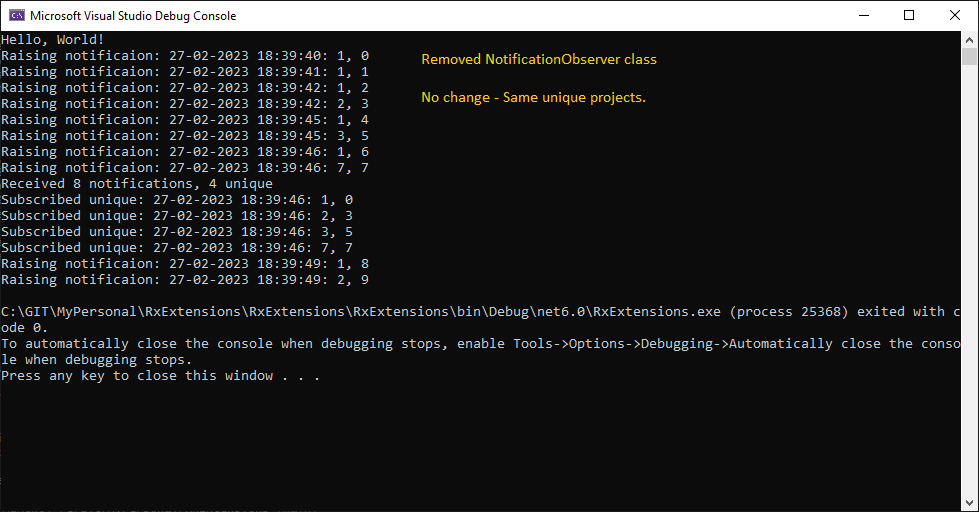 Microsoft Visual Studio Debug Console
Hello, World!
Raising notificaion: 27-02-2023 18:39:40: 1, 0
Removed NotificationObserver class
Raising notificaion: 27-02-2023 18:39:41: 1, 1
Raising notificaion: 27-02-2023 18:39:42: 1, 2
No change - Same unique projects.
Raising notificaion: 27-02-2023 18:39:42: 2, 3
Raising notificaion: 27-02-2023 18:39:45: 1, 4
Raising notificaion: 27-02-2023 18:39:45: 3, 5
Raising notificaion: 27-02-2023 18:39:46: 1, 6
Raising notificaion: 27-02-2023 18:39:46: 7, 7
Received 8 notifications, 4 unique
Subscribed unique: 27-02-2023 18:39:46: 1, 0
Subscribed unique: 27-02-2023 18:39:46: 2, 3
Subscribed unique: 27-02-2023 18:39:46: 3, 5
Subscribed unique: 27-02-2023 18:39:46: 7, 7
Raising notificaion: 27-02-2023 18:39:49: 1, 8
Raising notificaion: 27-02-2023 18:39:49: 2, 9
C:\GIT\MyPersonal\RxExtensions\RxExtensions\RxExtensions\bin\Debug\net6.0\RxExtensions.exe (process 25368) exited with c
ode 0.
To automatically close the console when debugging stops, enable Tools->Options->Debugging->Automatically close the conso
le when debugging stops.
Press any key to close this window . . .